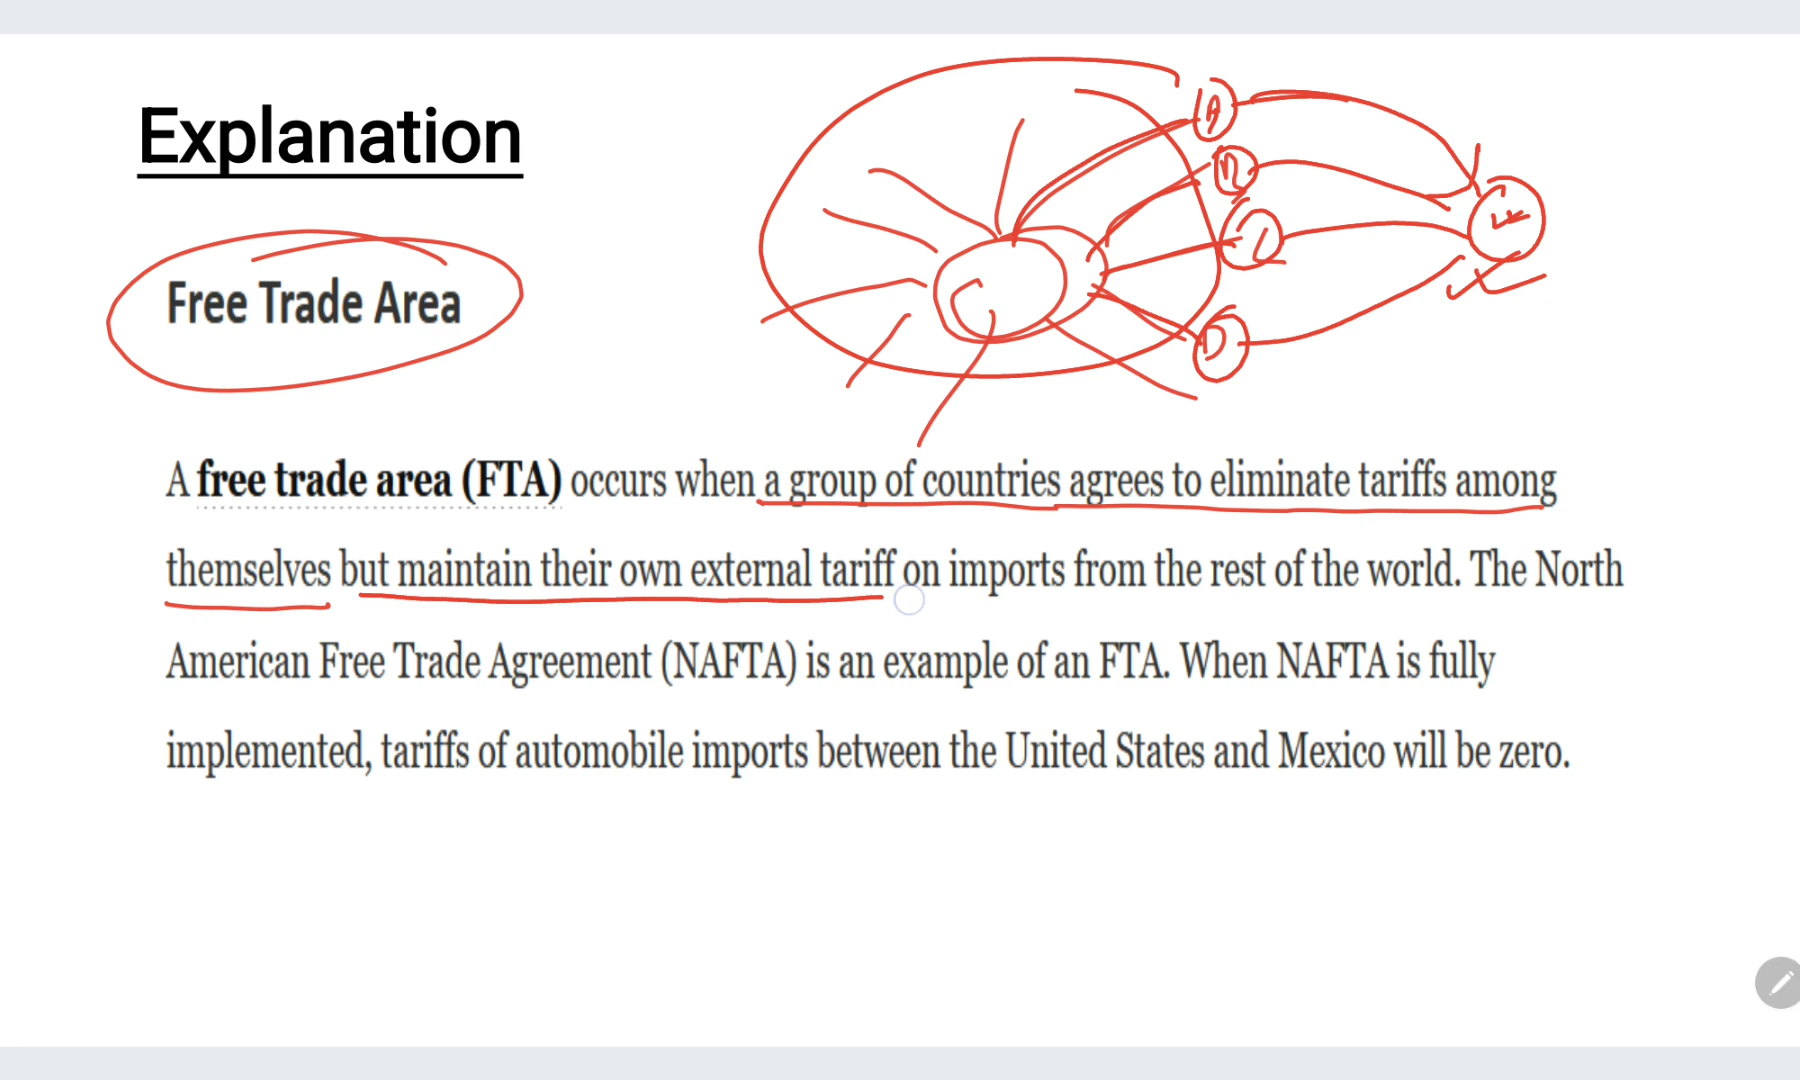 Explanation
A
B
Free Trade Area
C
D
A free trade area (FTA) occurs when a group of countries agrees to eliminate tariffs among
themselves but maintain their own external tariff on imports from the rest of the world. The North
American Free Trade Agreement (NAFTA) is an example of an FTA. When NAFTA is fully
implemented, tariffs of automobile imports between the United States and Mexico will be zero.